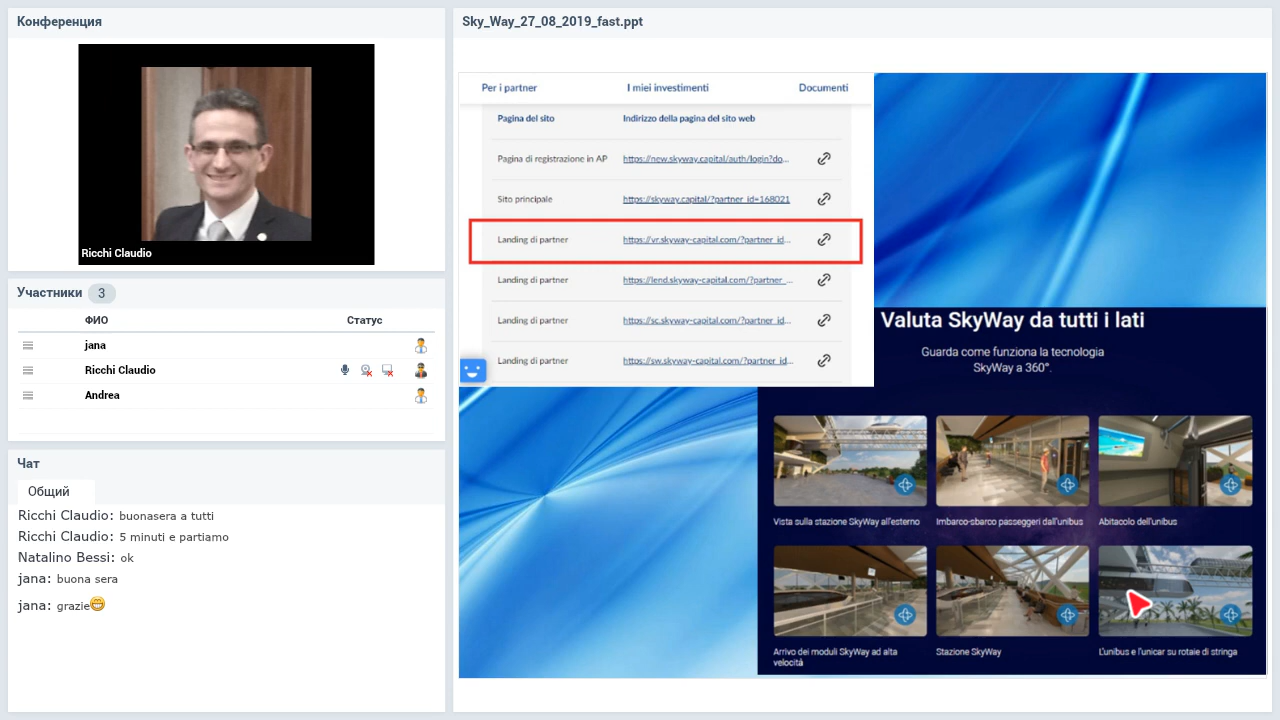 Конференция
Ricchi Claudio
Участники 3
ФИО Статус
jana
Ricchi Claudio
Andrea
Чат
Общий
Ricchi Claudio: buonasera a tutti
Ricchi Claudio: 5 minuti e partiamo
Natalino Bessi: ok
jana: buona sera
jana: grazie
Sky_Way_27_08_2019_fast.ppt
Per i partner I miei investimenti Documenti
Pagina del sito Indirizzo della pagina del sito web
Pagina di registrazione in AP https://new.skyway.capital/auth/login?do...
Sito principale https://skyway.capital/?partner_id=168021
Landing di partner https://vr.skyway-capital.com/?partner_id...
Landing di partner https://lend.skyway-capital.com/?partner_...
Landing di partner https://sc.skyway-capital.com/?partner_id...
Landing di partner https://sw.skyway-capital.com/?partner_id...
Valuta SkyWay da tutti i lati
Guarda come funziona la tecnologia
SkyWay a 360°.
Vista sulla stazione SkyWay all'esterno
Imbarco-sbarco passeggeri dall'unibus
Abitacolo dell'unibus
Arrivo dei moduli SkyWay ad alta
velocità
Stazione SkyWay
L'unibus e l'unicar su rotaie di stringa